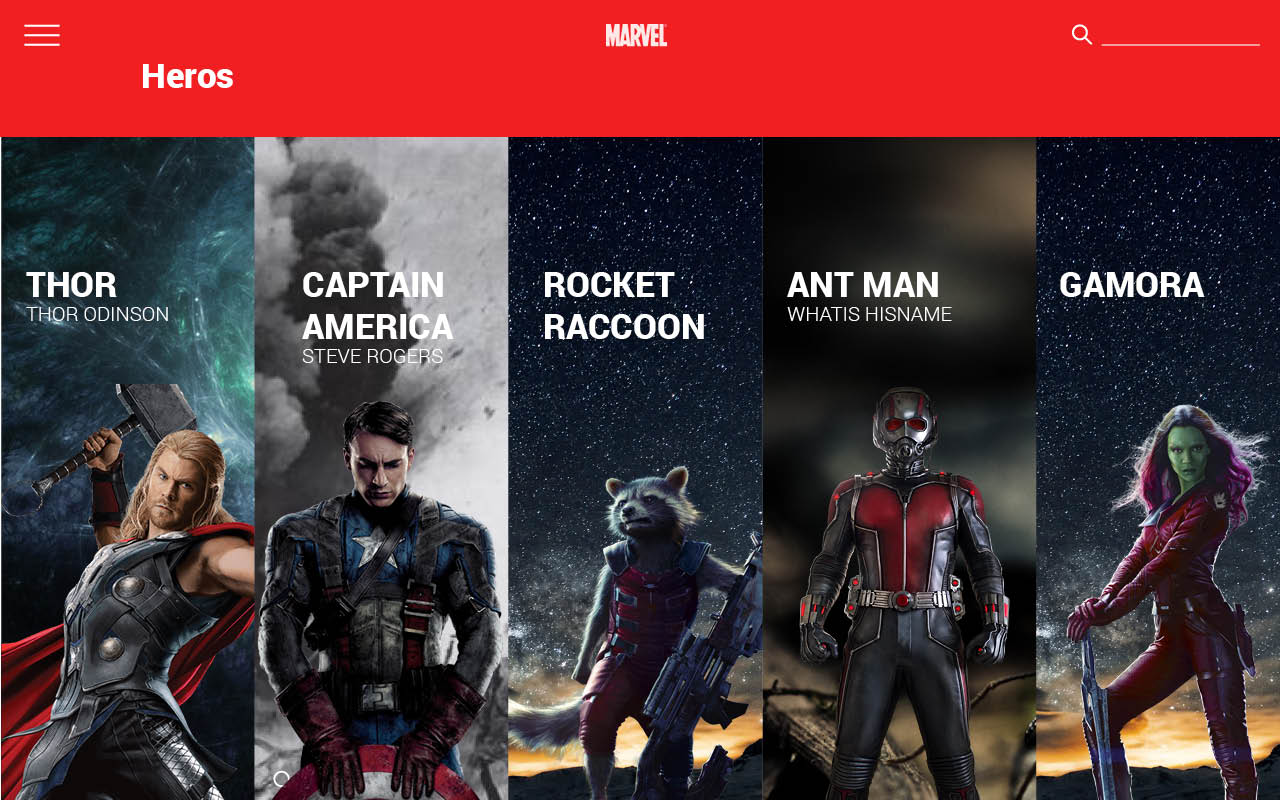 MARVEL
Heros
THOR
THOR ODINSON
CAPTAIN
AMERICA
STEVE ROGERS
ROCKET
RACCOON
ANT MAN
WHATIS HISNAME
GAMORA